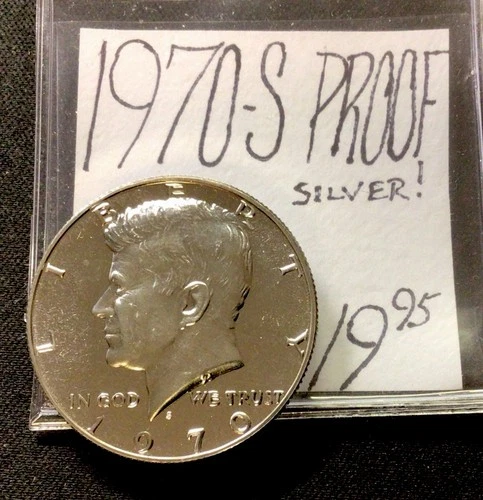 1970-S PROOF
SILVER!
19 95
LIBERTY
IN GOD WE TRUST
S
1970